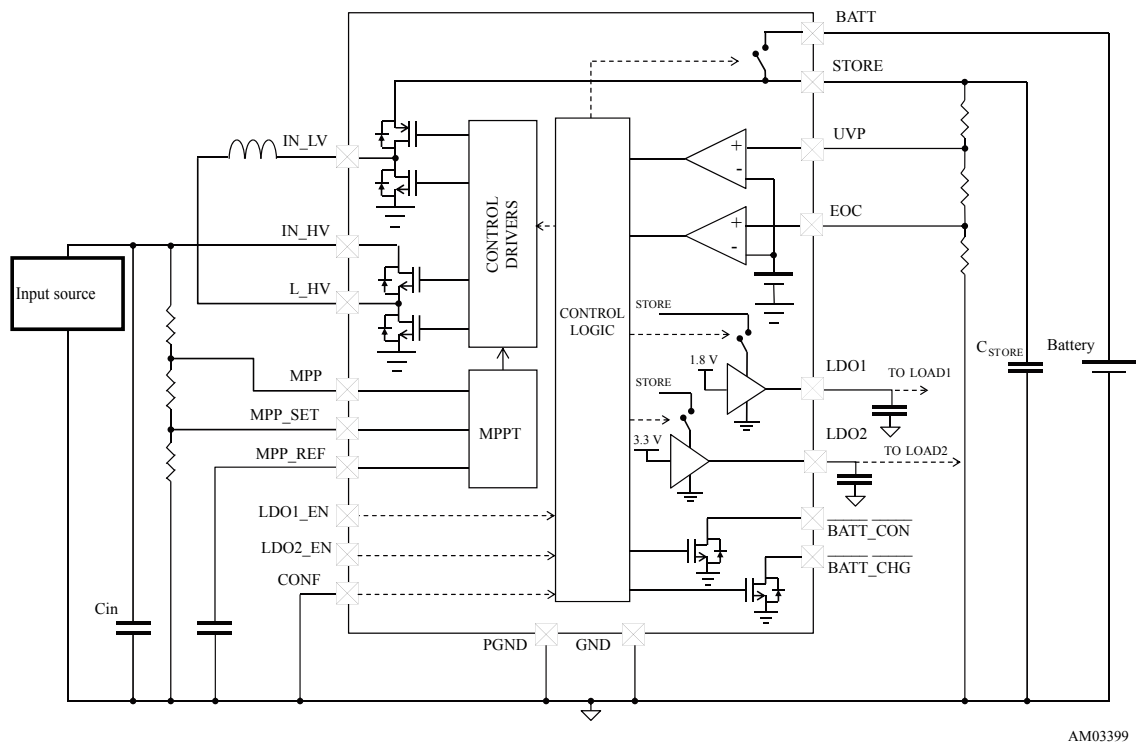 BATT
STORE
IN_LV
UVP
+
-
CONTROL
DRIVERS
IN_HV
EOC
+
-
Input source
L_HV
CONTROL
LOGIC
STORE
CSTORE
Battery
1.8 V
LDO1
TO LOAD1
MPP
STORE
MPP_SET
MPPT
LDO2
3.3 V
TO LOAD2
MPP_REF
LDO1_EN
BATT_CON
LDO2_EN
BATT_CHG
CONF
Cin
PGND
GND
AM03399